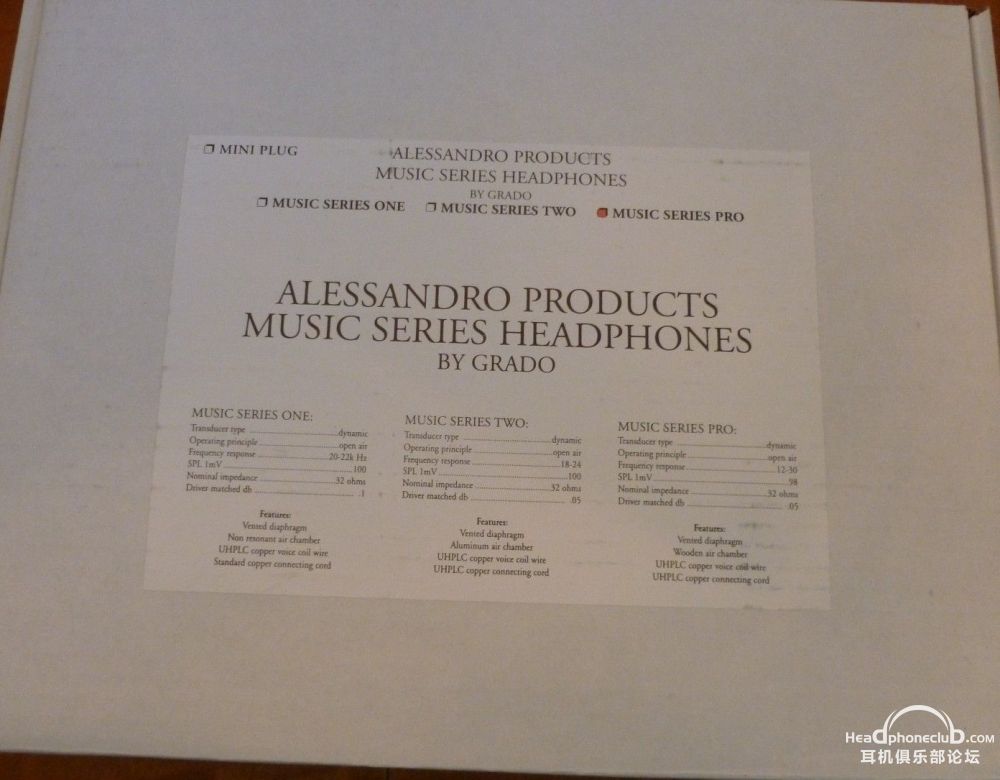 ❒ MINI PLUG
ALESSANDRO PRODUCTS
MUSIC SERIES HEADPHONES
BY GRADO
❒ MUSIC SERIES ONE ❒ MUSIC SERIES TWO ❒ MUSIC SERIES PRO
ALESSANDRO PRODUCTS
MUSIC SERIES HEADPHONES
BY GRADO
MUSIC SERIES ONE:
Transducer type ........ dynamic
Operating principle ........ open air
Frequency response ........ 20-22k Hz
SPL 1mV ........ 100
Nominal impedance ........ 32 ohms
Driver matched db ........ .1
Features:
Vented diaphragm
Non resonant air chamber
UHPLC copper voice coil wire
Standard copper connecting cord
MUSIC SERIES TWO:
Transducer type ........ dynamic
Operating principle ........ open air
Frequency response ........ 18-24
SPL 1mV ........ 100
Nominal impedance ........ 32 ohms
Driver matched db ........ .05
Features:
Vented diaphragm
Aluminum air chamber
UHPLC copper voice coil wire
UHPLC copper connecting cord
MUSIC SERIES PRO:
Transducer type ........ dynamic
Operating principle ........ open air
Frequency response ........ 12-30
SPL 1mV ........ 98
Nominal impedance ........ 32 ohms
Driver matched db ........ .05
Features:
Vented diaphragm
Wooden air chamber
UHPLC copper voice coil wire
UHPLC copper connecting cord
HeadphoneclubD.com
耳机俱乐部论坛